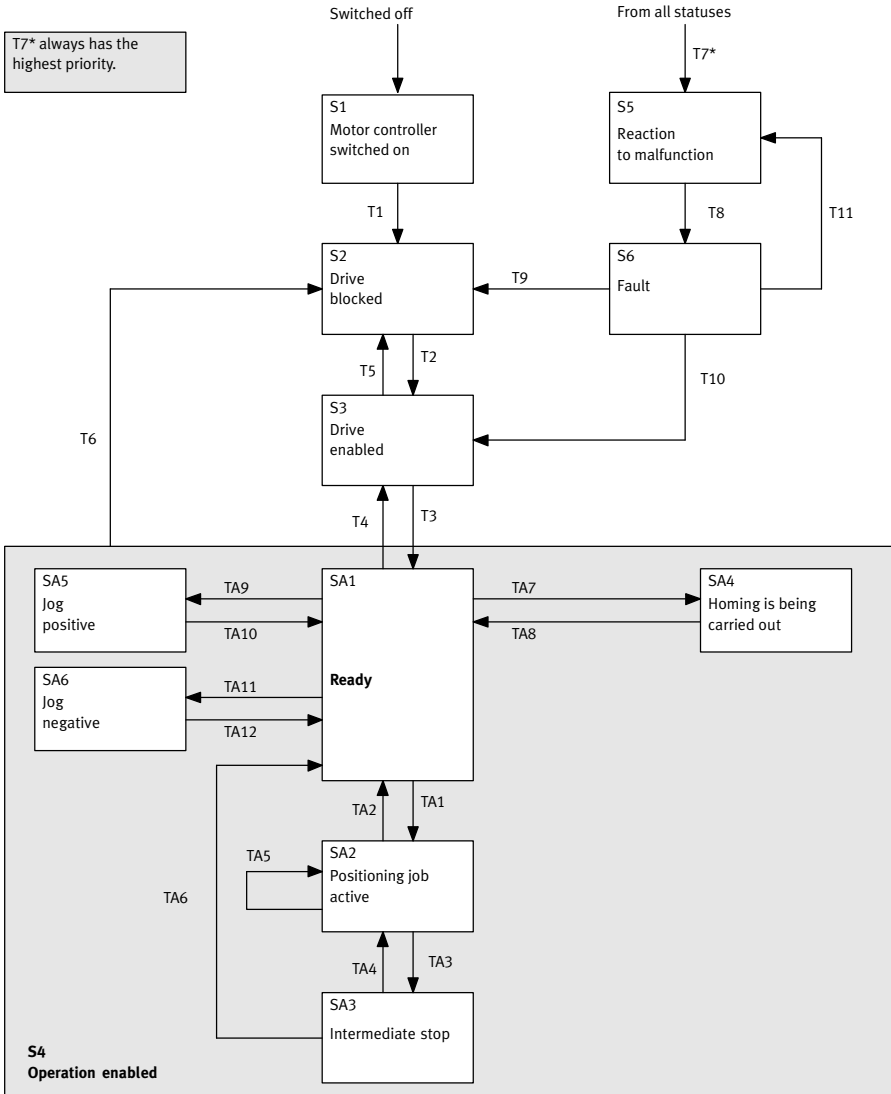 Switched off
From all statuses
T7* always has the
highest priority.
T7*
S1
Motor controller
switched on
S5
Reaction
to malfunction
T1
T8
T11
S2
Drive
blocked
T9
S6
Fault
T5
T2
T10
S3
Drive
enabled
T6
T4
T3
SA5
Jog
positive
TA9
TA10
SA1
Ready
TA7
TA8
SA4
Homing is being
carried out
SA6
Jog
negative
TA11
TA12
TA2
TA1
TA5
SA2
Positioning job
active
TA6
TA4
TA3
SA3
Intermediate stop
S4
Operation enabled